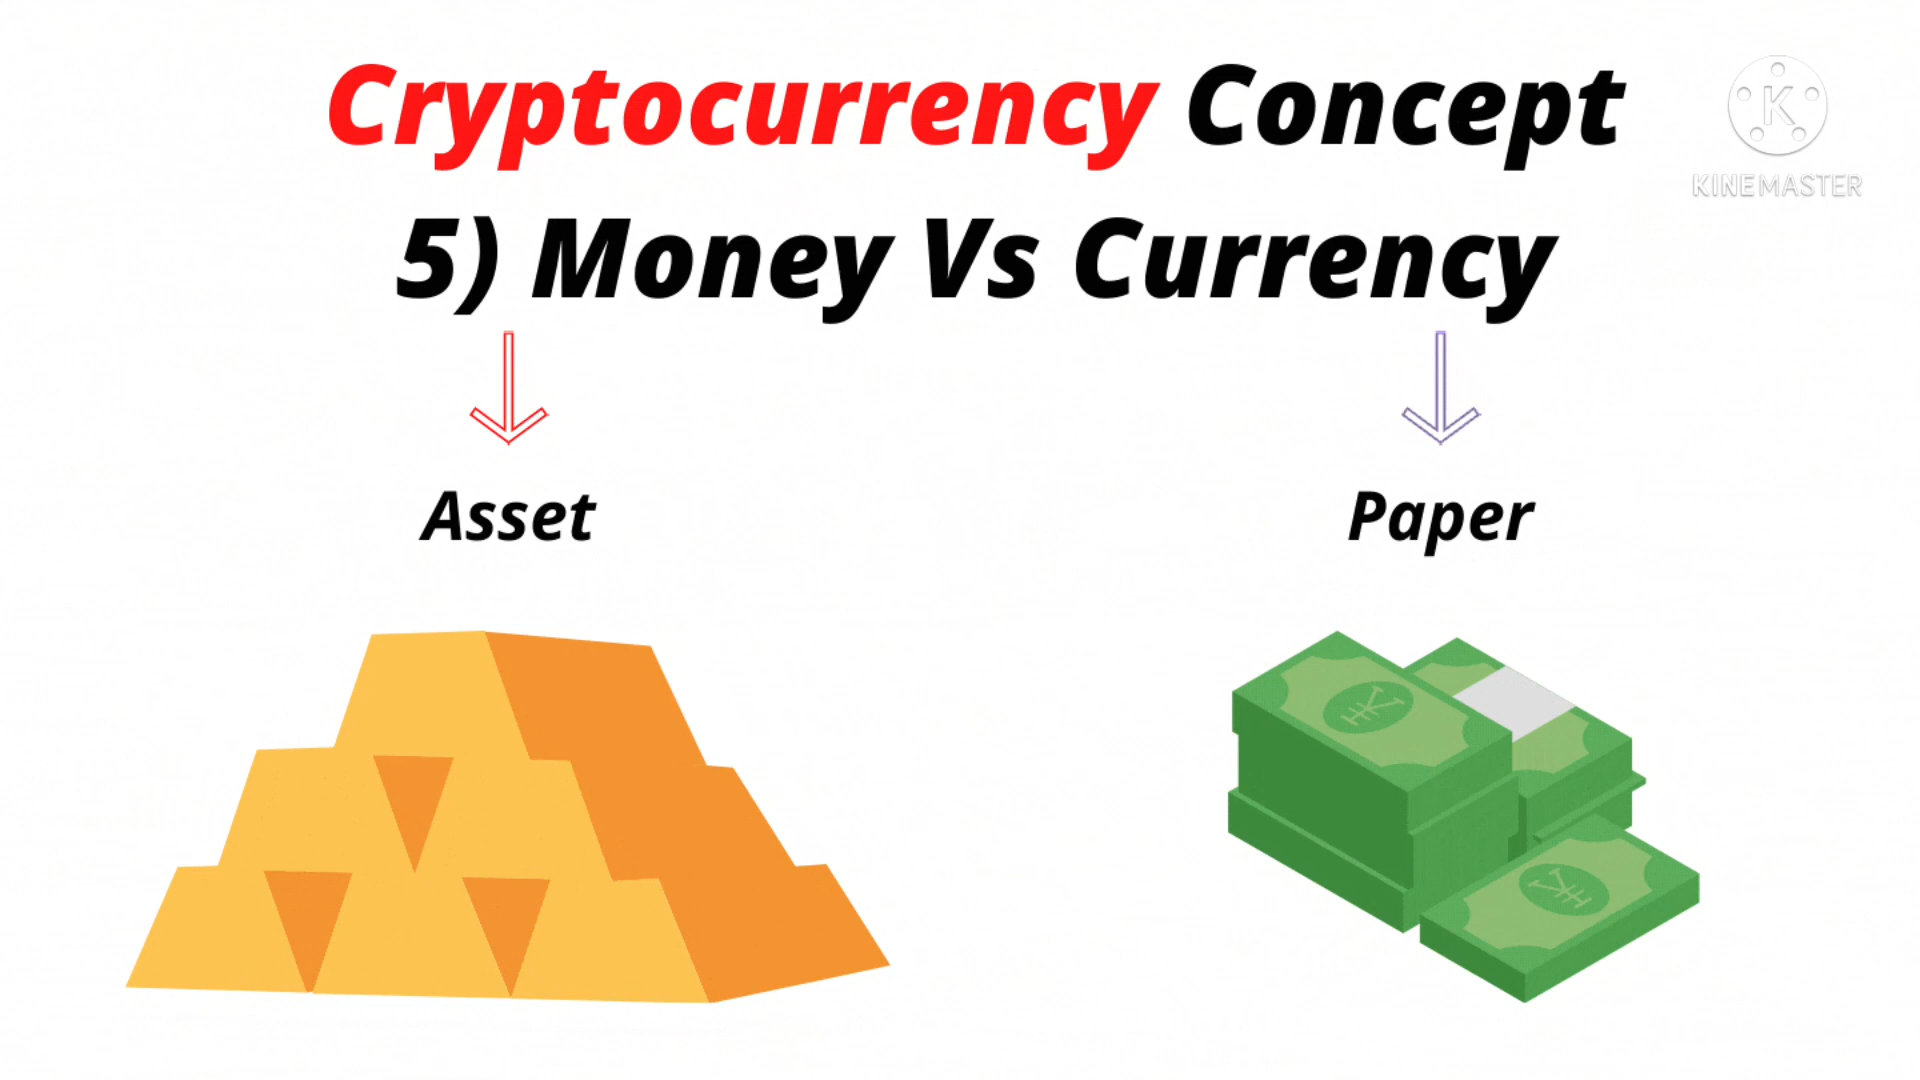 Cryptocurrency Concept
K
KINEMASTER
5) Money Vs Currency
Asset
Paper
¥
¥